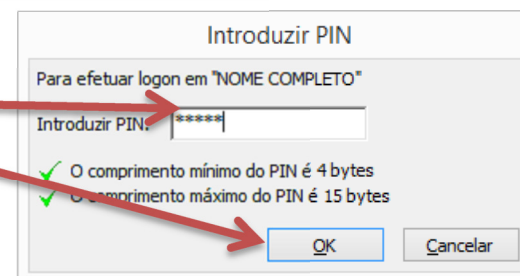 Introduzir PIN
Para efetuar logon em "NOME COMPLETO"
Introduzir PIN: *****
O comprimento mínimo do PIN é 4 bytes
O comprimento máximo do PIN é 15 bytes
OK Cancelar